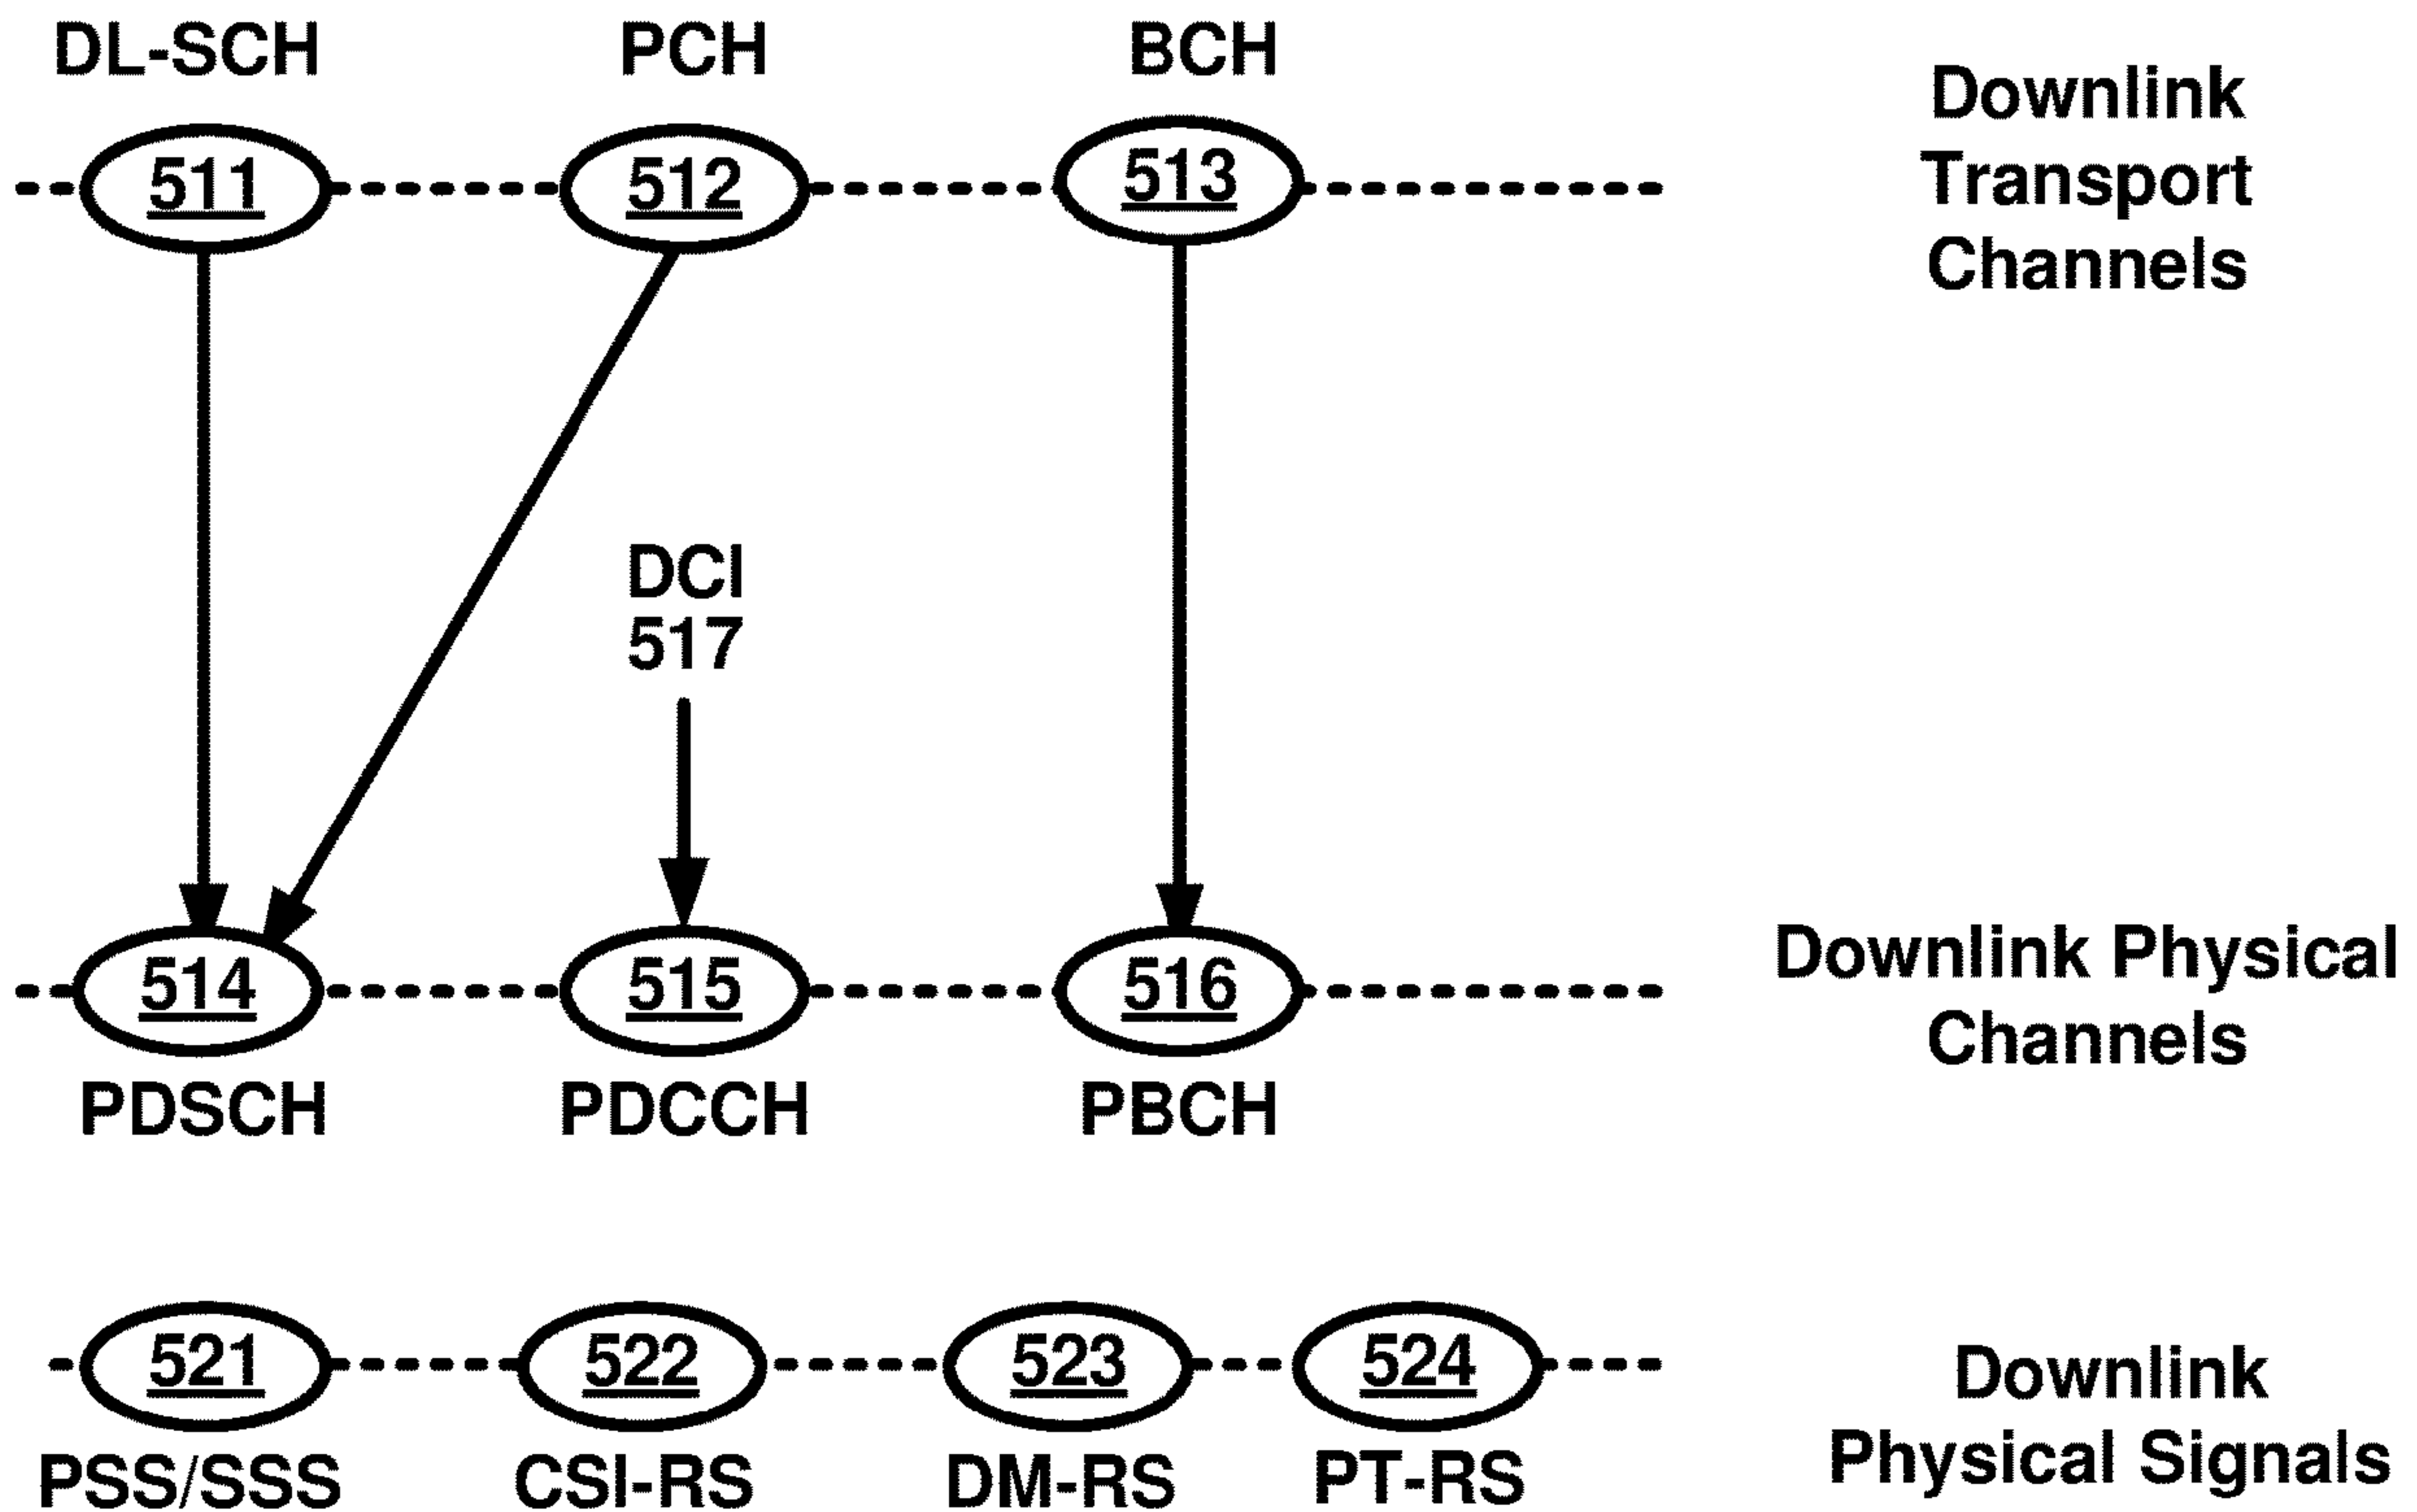 DL-SCH PCH BCH
511 512 513
Downlink
Transport
Channels
DCI
517
514 515 516
PDSCH PDCCH PBCH
Downlink Physical
Channels
521 522 523 524
PSS/SSS CSI-RS DM-RS PT-RS
Downlink
Physical Signals